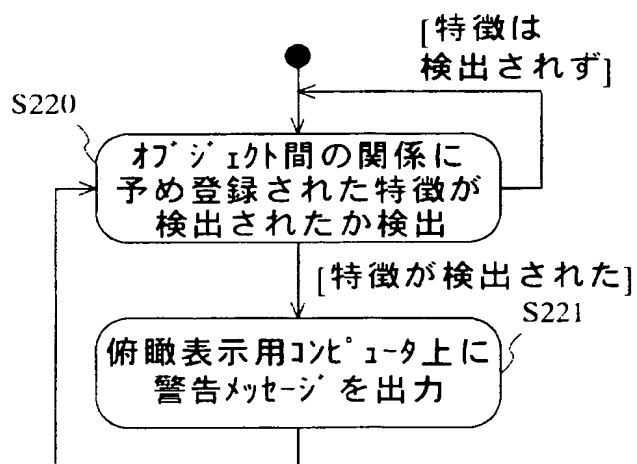 [特徴は
検出されず]
S220
オブジェクト間の関係に
予め登録された特徴が
検出されたか検出
[特徴が検出された]
S221
俯瞰表示用コンピュータ上に
警告メッセージを出力